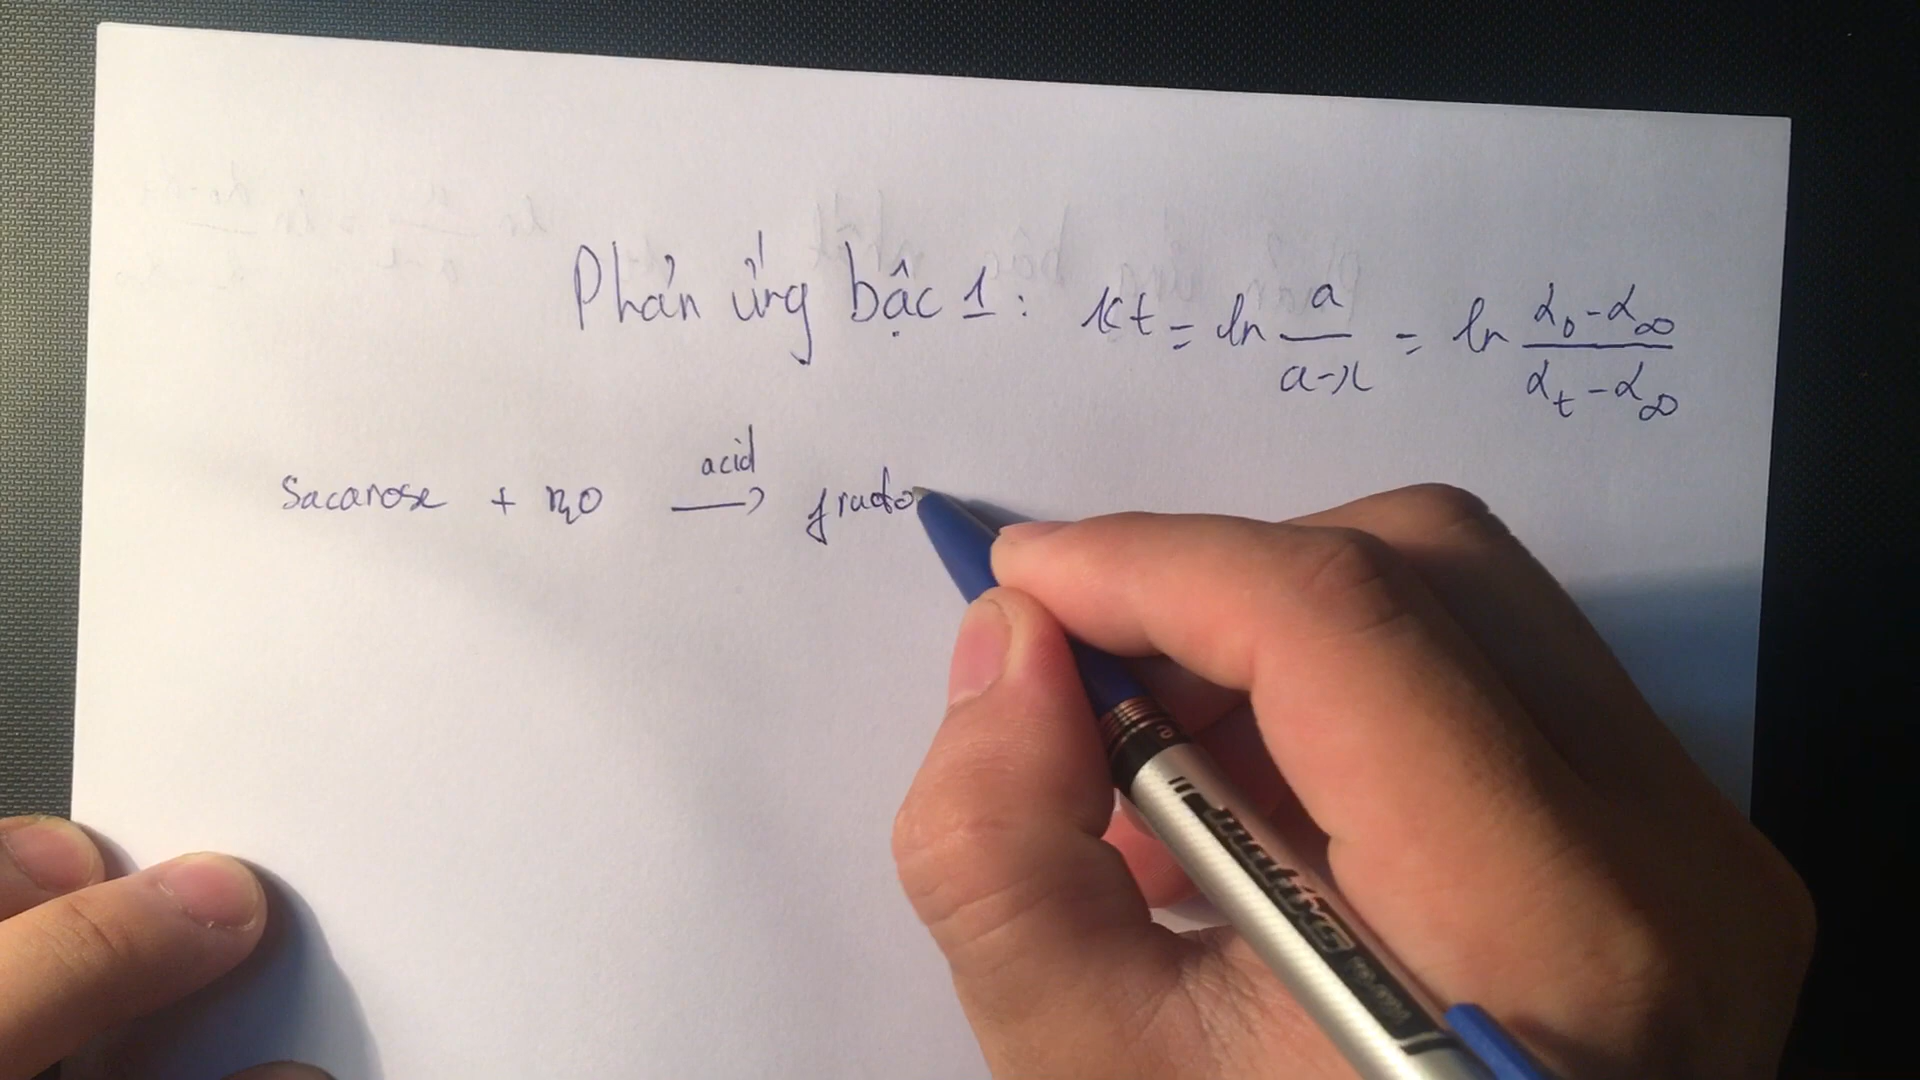 Phản ứng bậc 1 : kt = ln a/(a-x) = ln (α₀-α∞)/(αt-α∞)
Sacarose + H₂O acid → fructo